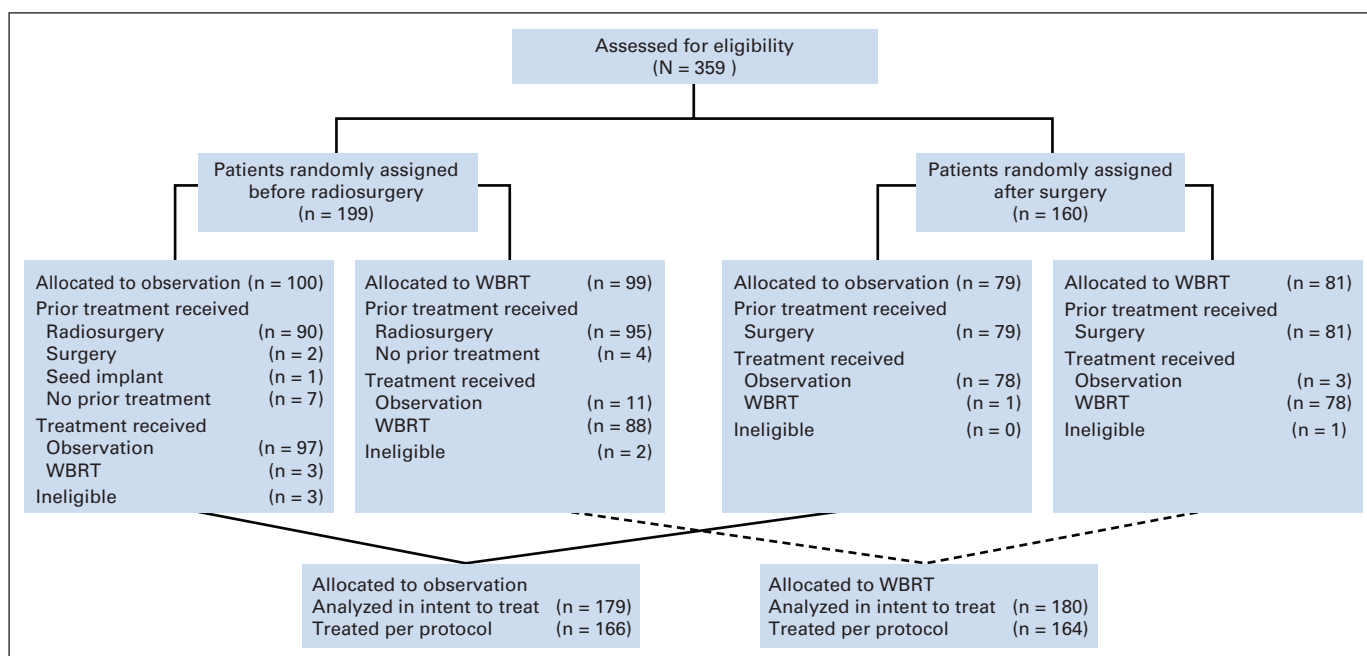 Assessed for eligibility
(N = 359 )
Patients randomly assigned
before radiosurgery
(n = 199)
Patients randomly assigned
after surgery
(n = 160)
Allocated to observation (n = 100)
Prior treatment received
Radiosurgery (n = 90)
Surgery (n = 2)
Seed implant (n = 1)
No prior treatment (n = 7)
Treatment received
Observation (n = 97)
WBRT (n = 3)
Ineligible (n = 3)
Allocated to WBRT (n = 99)
Prior treatment received
Radiosurgery (n = 95)
No prior treatment (n = 4)
Treatment received
Observation (n = 11)
WBRT (n = 88)
Ineligible (n = 2)
Allocated to observation (n = 79)
Prior treatment received
Surgery (n = 79)
Treatment received
Observation (n = 78)
WBRT (n = 1)
Ineligible (n = 0)
Allocated to WBRT (n = 81)
Prior treatment received
Surgery (n = 81)
Treatment received
Observation (n = 3)
WBRT (n = 78)
Ineligible (n = 1)
Allocated to observation
Analyzed in intent to treat (n = 179)
Treated per protocol (n = 166)
Allocated to WBRT
Analyzed in intent to treat (n = 180)
Treated per protocol (n = 164)